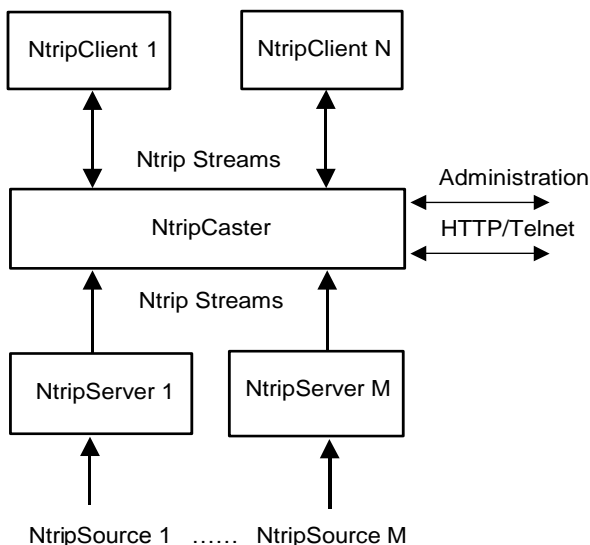 NtripClient 1
NtripClient N
Ntrip Streams
Administration
NtripCaster
HTTP/Telnet
Ntrip Streams
NtripServer 1
NtripServer M
NtripSource 1 ...... NtripSource M